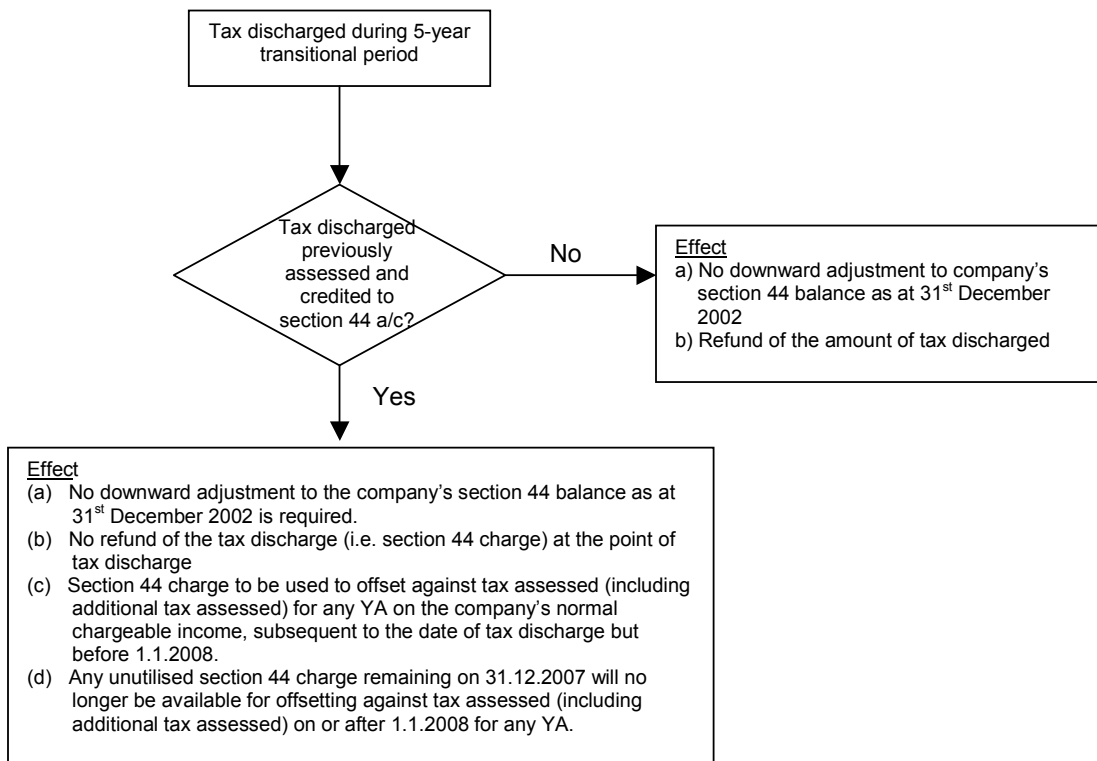 Tax discharged during 5-year
transitional period
Tax discharged
previously
assessed and
credited to
section 44 a/c?
No
Effect
a) No downward adjustment to company's
section 44 balance as at 31st December
2002
b) Refund of the amount of tax discharged
Yes
Effect
(a) No downward adjustment to the company's section 44 balance as at
31st December 2002 is required.
(b) No refund of the tax discharge (i.e. section 44 charge) at the point of
tax discharge
(c) Section 44 charge to be used to offset against tax assessed (including
additional tax assessed) for any YA on the company's normal
chargeable income, subsequent to the date of tax discharge but
before 1.1.2008.
(d) Any unutilised section 44 charge remaining on 31.12.2007 will no
longer be available for offsetting against tax assessed (including
additional tax assessed) on or after 1.1.2008 for any YA.